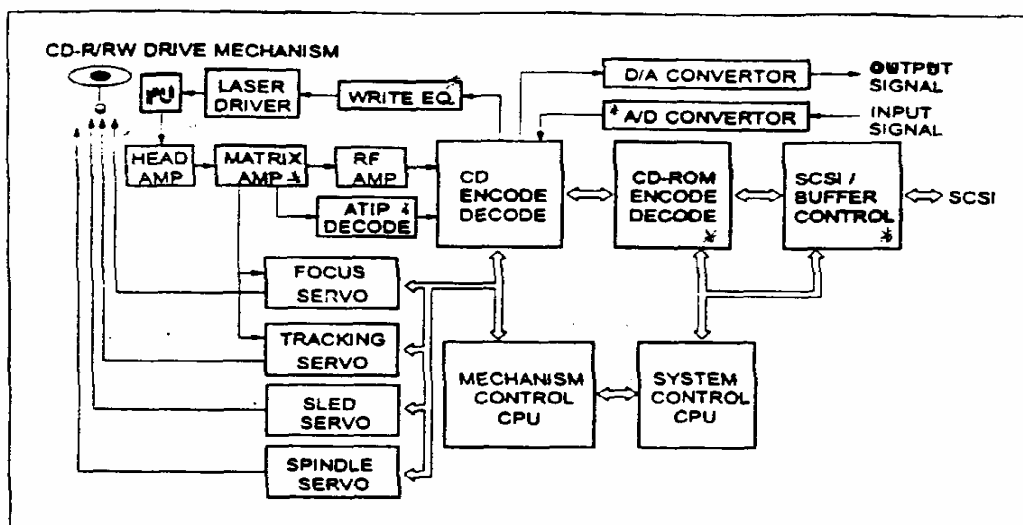 CD-R/RW DRIVE MECHANISM
PU
LASER
DRIVER
WRITE EQ
D/A CONVERTOR
OUTPUT
SIGNAL
* A/D CONVERTOR
INPUT
SIGNAL
HEAD
AMP
MATRIX
AMP *
RF
AMP
ATIP *
DECODE
CD
ENCODE
DECODE
CD-ROM
ENCODE
DECODE
*
SCSI /
BUFFER
CONTROL
*
SCSI
FOCUS
SERVO
TRACKING
SERVO
SLED
SERVO
SPINDLE
SERVO
MECHANISM
CONTROL
CPU
SYSTEM
CONTROL
CPU